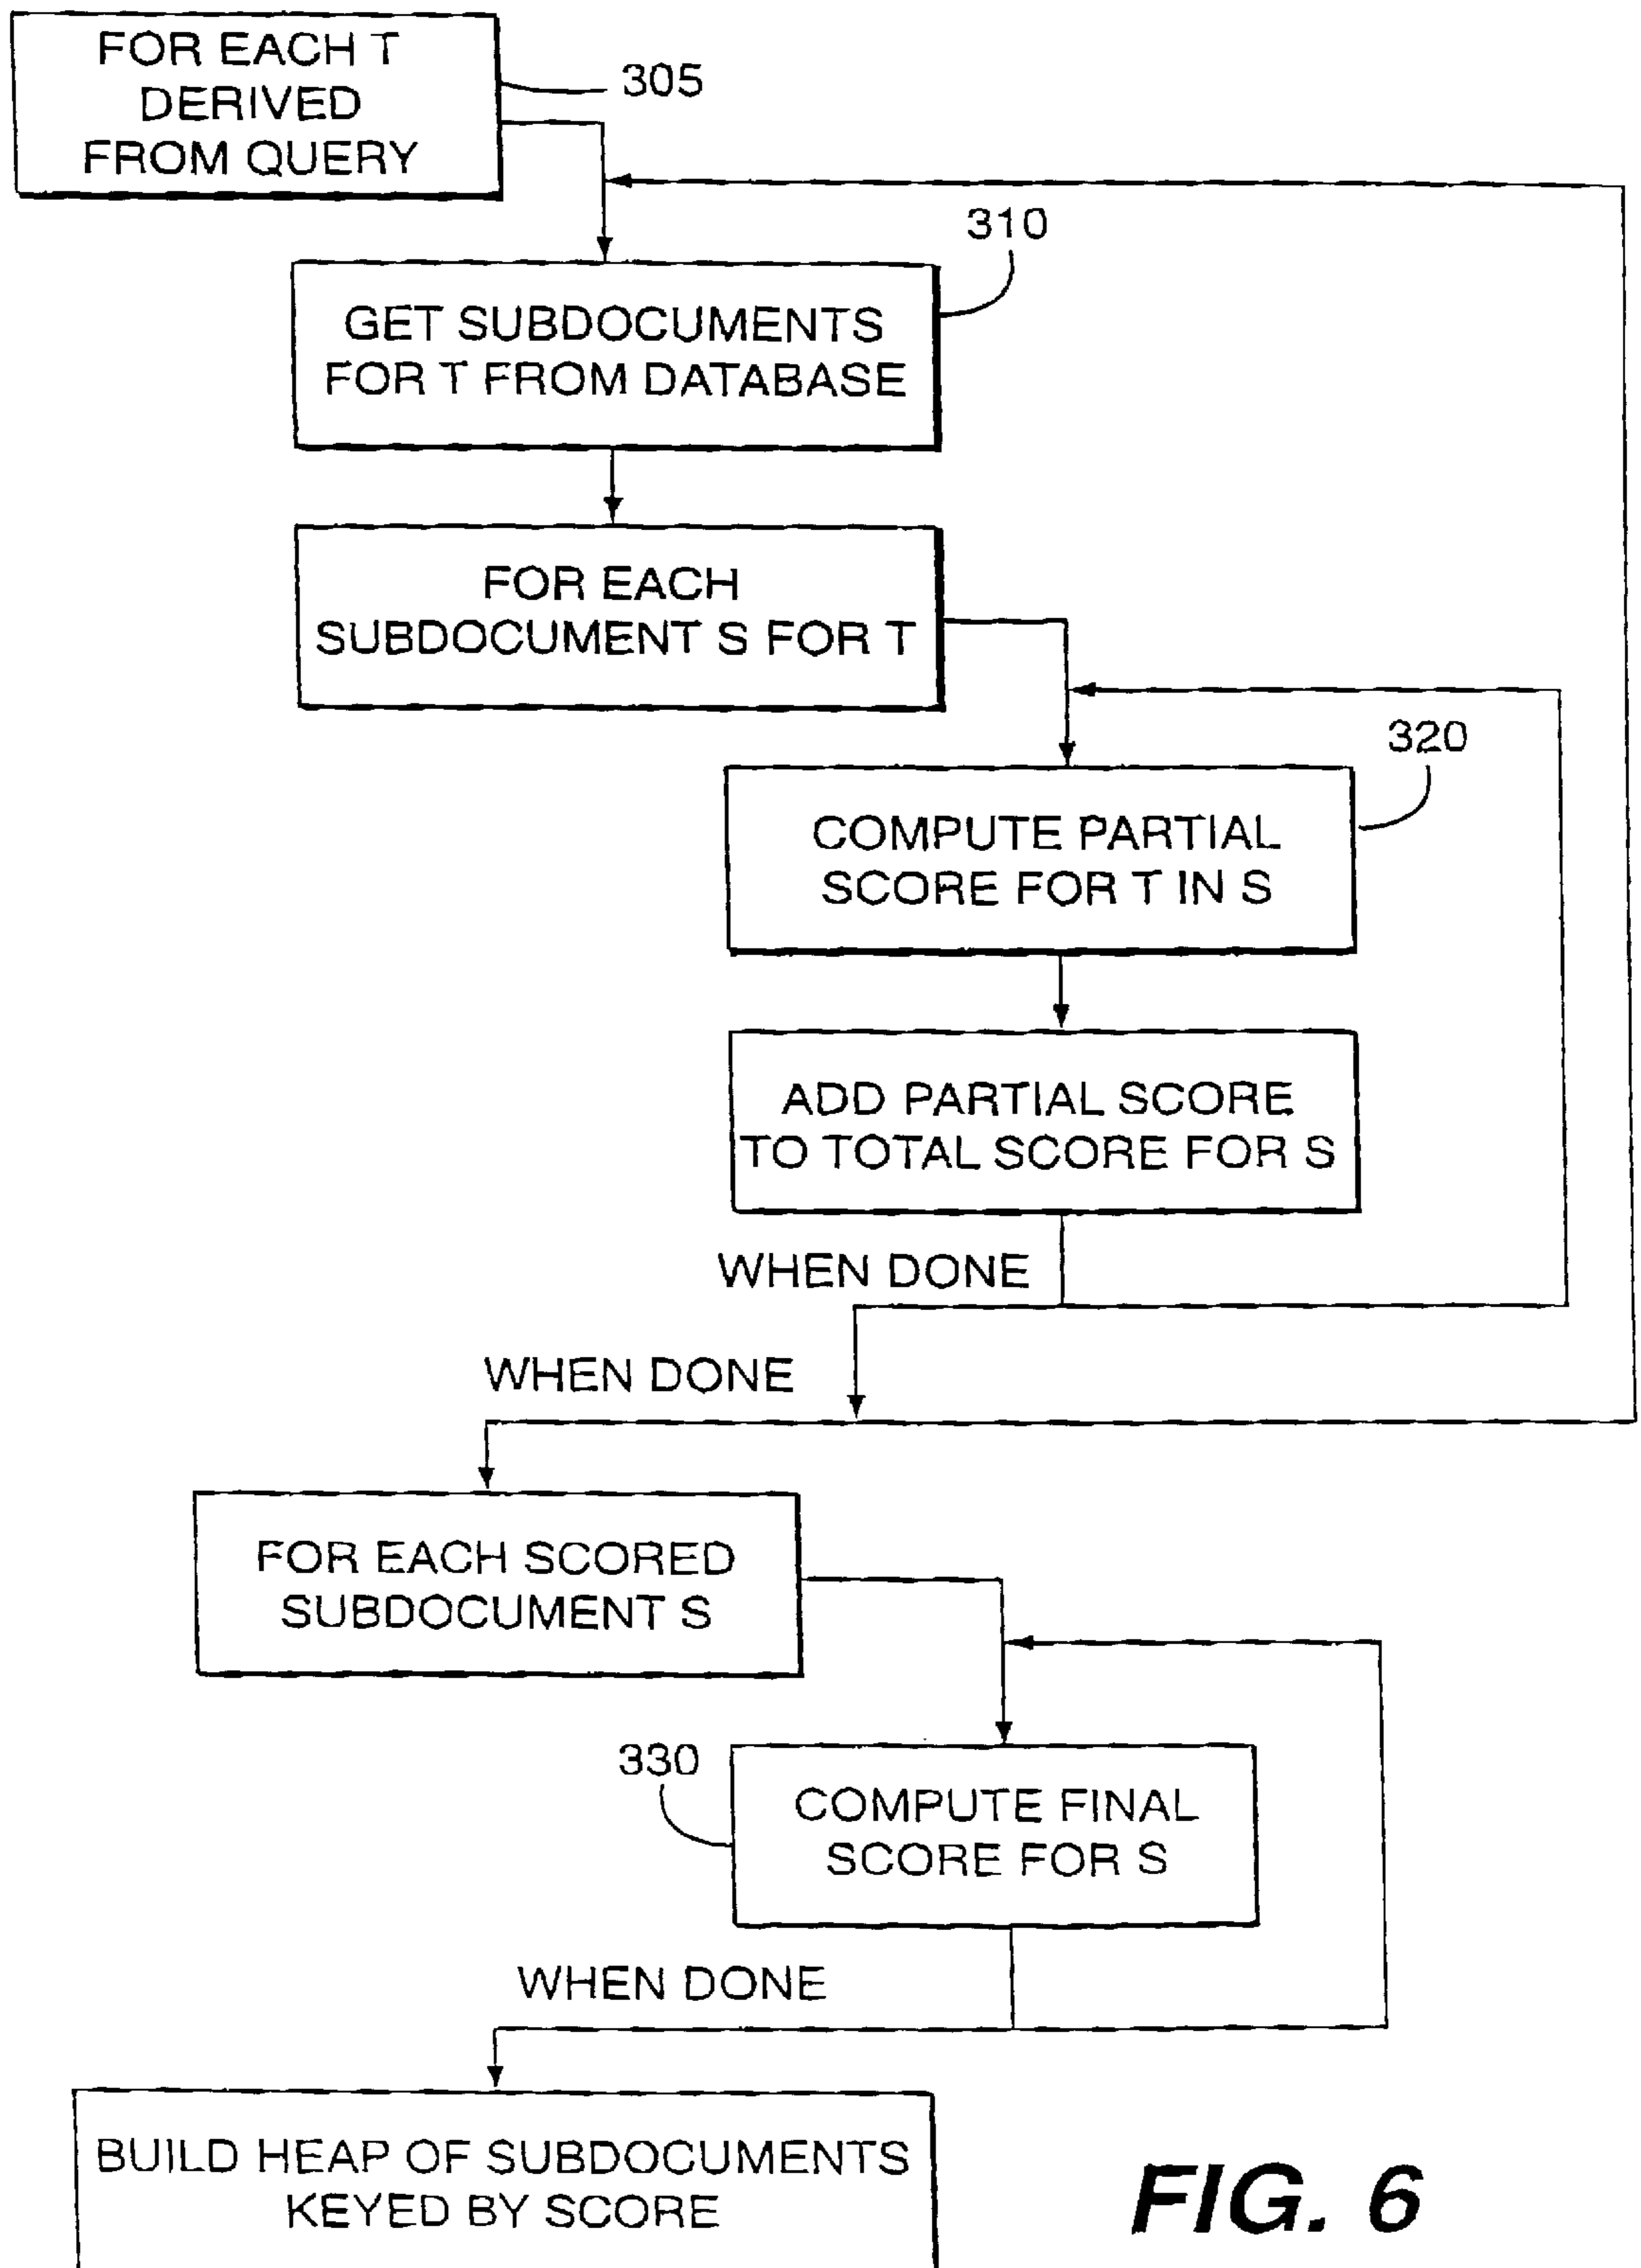 FOR EACH T
DERIVED
FROM QUERY
305
310
GET SUBDOCUMENTS
FOR T FROM DATABASE
FOR EACH
SUBDOCUMENT S FOR T
320
COMPUTE PARTIAL
SCORE FOR T IN S
ADD PARTIAL SCORE
TO TOTAL SCORE FOR S
WHEN DONE
WHEN DONE
FOR EACH SCORED
SUBDOCUMENT S
330
COMPUTE FINAL
SCORE FOR S
WHEN DONE
BUILD HEAP OF SUBDOCUMENTS
KEYED BY SCORE
FIG. 6